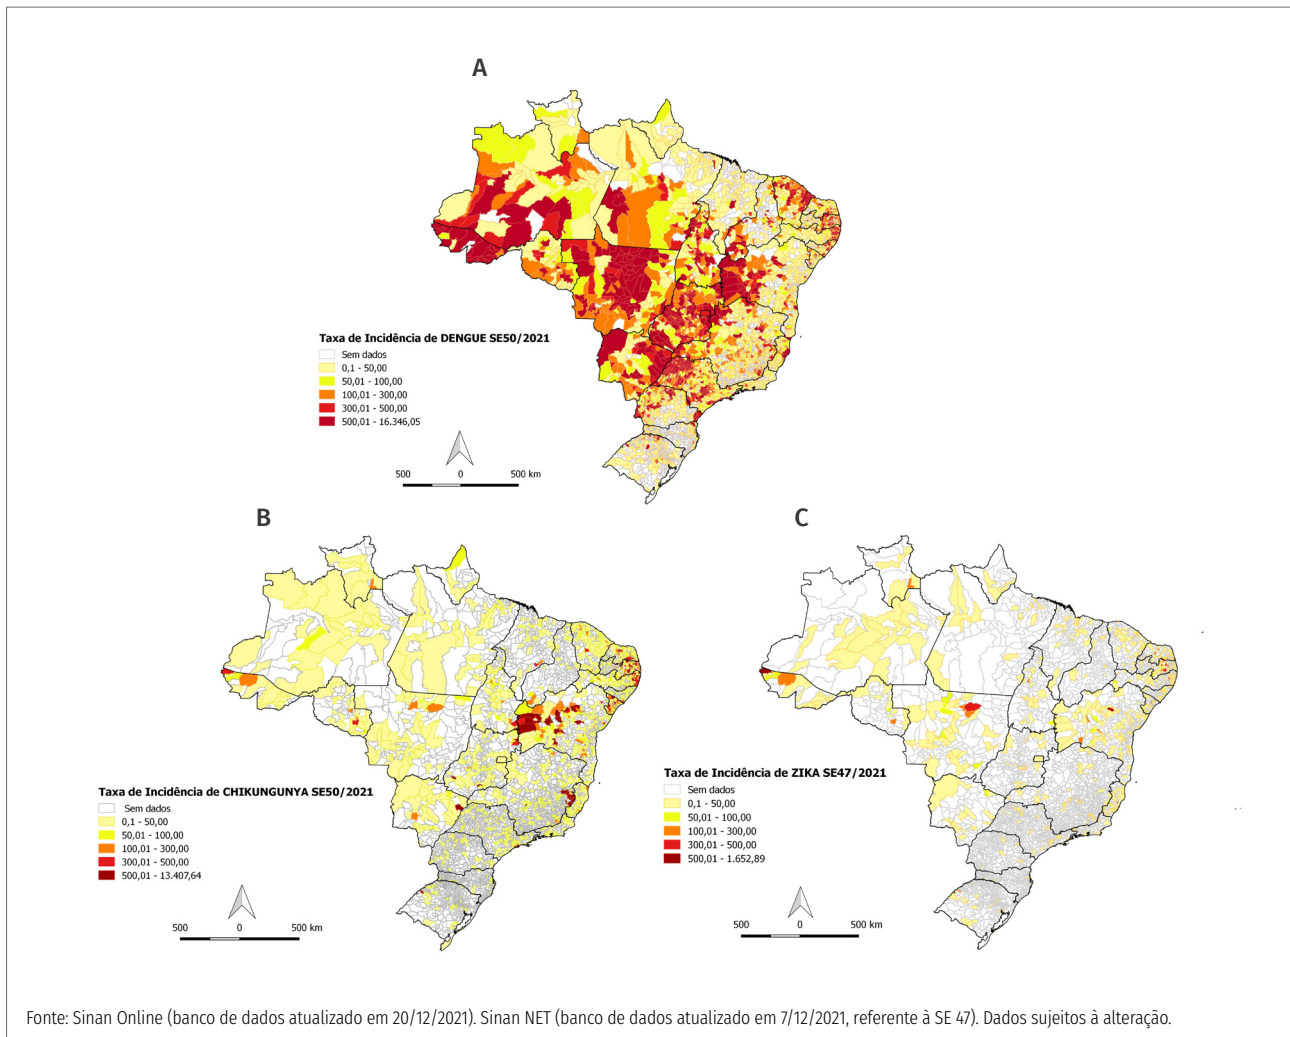 A
Taxa de Incidência de DENGUE SE50/2021
Sem dados
0,1 - 50,00
50,01 - 100,00
100,01 - 300,00
300,01 - 500,00
500,01 - 16.346,05
500 0 500 km
B
Taxa de Incidência de CHIKUNGUNYA SE50/2021
Sem dados
0,1 - 50,00
50,01 - 100,00
100,01 - 300,00
300,01 - 500,00
500,01 - 13.407,64
500 0 500 km
C
Taxa de Incidência de ZIKA SE47/2021
Sem dados
0,1 - 50,00
50,01 - 100,00
100,01 - 300,00
300,01 - 500,00
500,01 - 1.652,89
500 0 500 km
Fonte: Sinan Online (banco de dados atualizado em 20/12/2021). Sinan NET (banco de dados atualizado em 7/12/2021, referente à SE 47). Dados sujeitos à alteração.